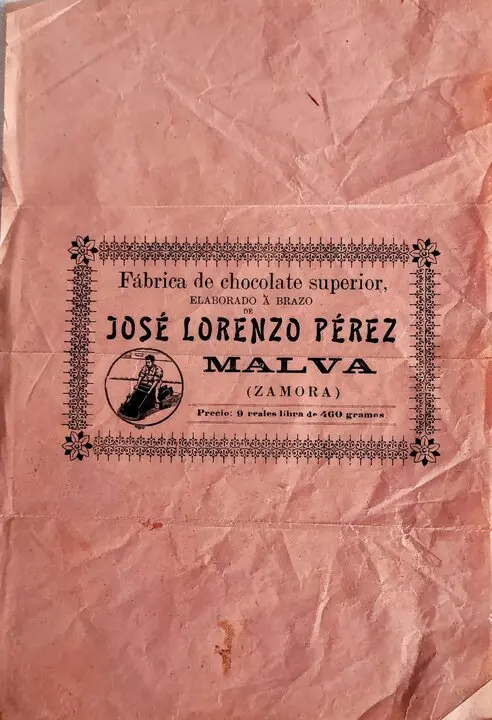 Fábrica de chocolate superior,
ELABORADO Á BRAZO
DE
JOSÉ LORENZO PÉREZ
MALVA
(ZAMORA)
Precio: 9 reales libra de 460 gramos